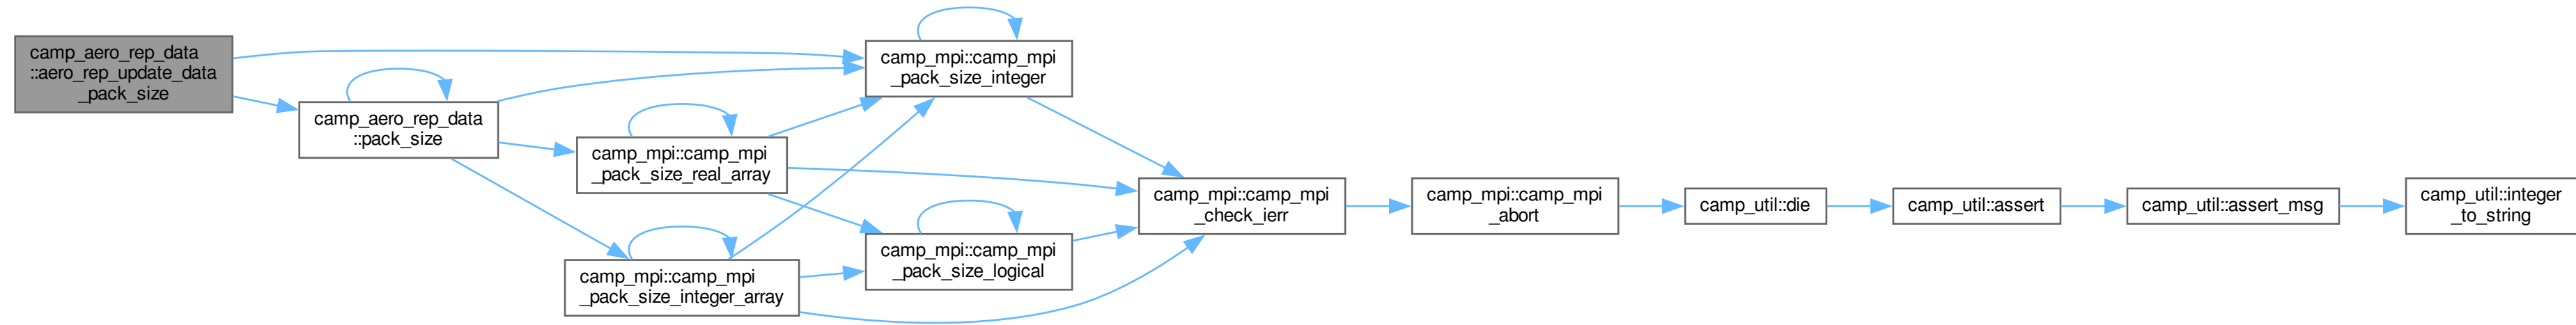 camp_aero_rep_data
::aero_rep_update_data
_pack_size
camp_aero_rep_data
::pack_size
camp_mpi::camp_mpi
_pack_size_integer
camp_mpi::camp_mpi
_pack_size_real_array
camp_mpi::camp_mpi
_pack_size_integer_array
camp_mpi::camp_mpi
_pack_size_logical
camp_mpi::camp_mpi
_check_ierr
camp_mpi::camp_mpi
_abort
camp_util::die
camp_util::assert
camp_util::assert_msg
camp_util::integer
_to_string